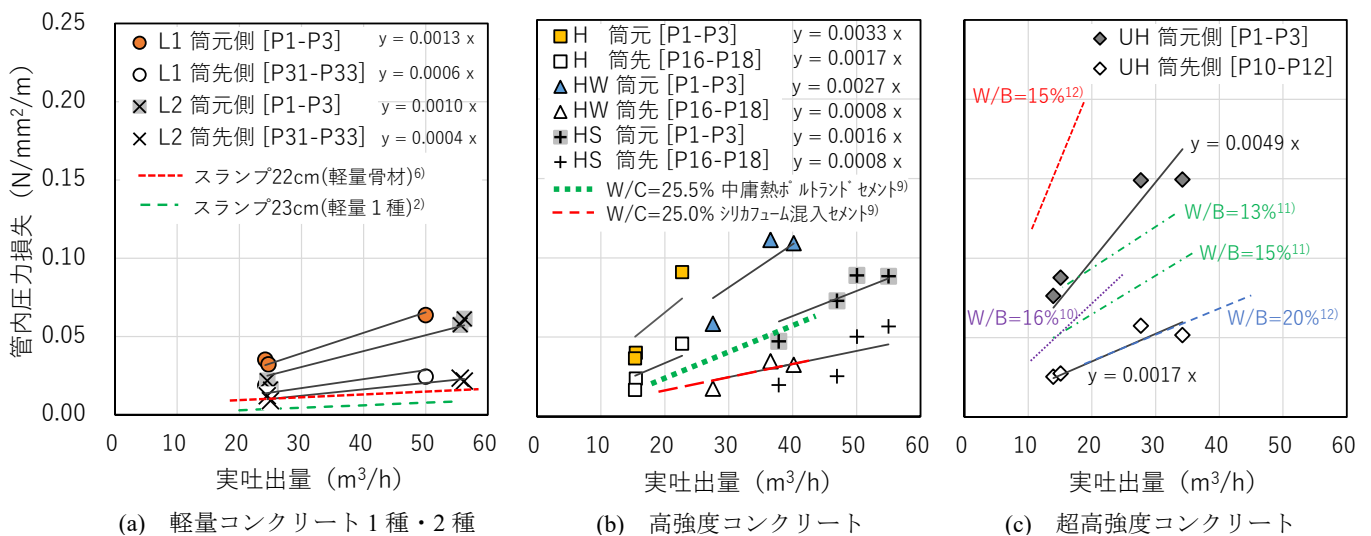 管内圧力損失 (N/mm²/m)
0.25
0.20
0.15
0.10
0.05
0.00
L1 筒元側 [P1-P3] y = 0.0013 x
L1 筒先側 [P31-P33] y = 0.0006 x
L2 筒元側 [P1-P3] y = 0.0010 x
L2 筒先側 [P31-P33] y = 0.0004 x
スランプ22cm(軽量骨材)⁶⁾
スランプ23cm(軽量１種)²⁾
0 10 20 30 40 50 60
実吐出量（m³/h）
(a) 軽量コンクリート１種・２種
H 筒元 [P1-P3] y = 0.0033 x
H 筒先 [P16-P18] y = 0.0017 x
HW 筒元 [P1-P3] y = 0.0027 x
HW 筒先 [P16-P18] y = 0.0008 x
HS 筒元 [P1-P3] y = 0.0016 x
HS 筒先 [P16-P18] y = 0.0008 x
W/C=25.5% 中庸熱ﾎﾟﾙﾄﾗﾝﾄﾞｾﾒﾝﾄ⁹⁾
W/C=25.0% ｼﾘｶﾌｭｰﾑ混入ｾﾒﾝﾄ⁹⁾
0 10 20 30 40 50 60
実吐出量（m³/h）
(b) 高強度コンクリート
UH 筒元側 [P1-P3]
UH 筒先側 [P10-P12]
W/B=15%¹²⁾
y = 0.0049 x
W/B=13%¹¹⁾
W/B=15%¹¹⁾
W/B=16%¹⁰⁾
W/B=20%¹²⁾
y = 0.0017 x
0 10 20 30 40 50 60
実吐出量（m³/h）
(c) 超高強度コンクリート